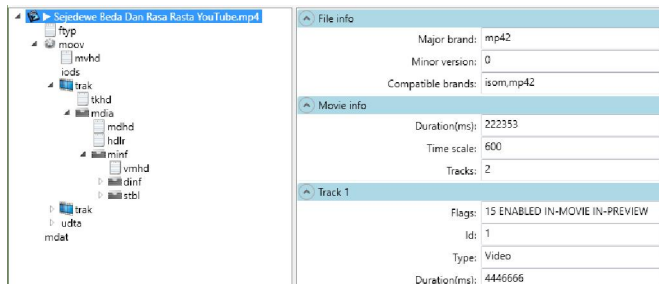 ▶ Sejedewe Beda Dan Rasa Rasta YouTube.mp4
ftyp
moov
mvhd
iods
trak
tkhd
mdia
mdhd
hdlr
minf
vmhd
dinf
stbl
trak
udta
mdat
File info
Major brand: mp42
Minor version: 0
Compatible brands: isom,mp42
Movie info
Duration(ms): 222353
Time scale: 600
Tracks: 2
Track 1
Flags: 15 ENABLED IN-MOVIE IN-PREVIEW
Id: 1
Type: Video
Duration(ms): 4446666